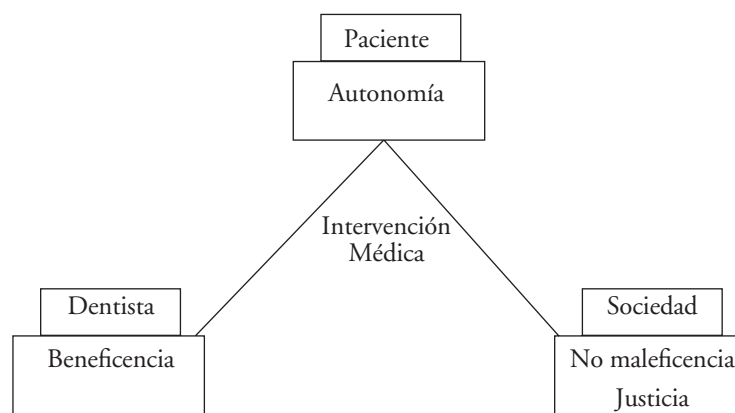 Paciente
Autonomía
Intervención
Médica
Dentista
Beneficencia
Sociedad
No maleficencia
Justicia